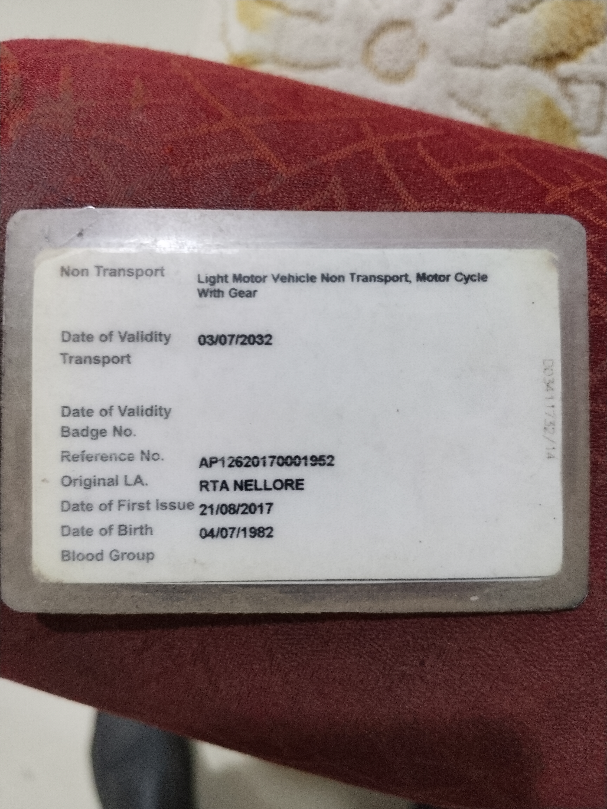 Non Transport Light Motor Vehicle Non Transport, Motor Cycle
With Gear
Date of Validity 03/07/2032
Transport
Date of Validity
Badge No.
Reference No. AP12620170001952
Original LA. RTA NELLORE
Date of First Issue 21/08/2017
Date of Birth 04/07/1982
Blood Group